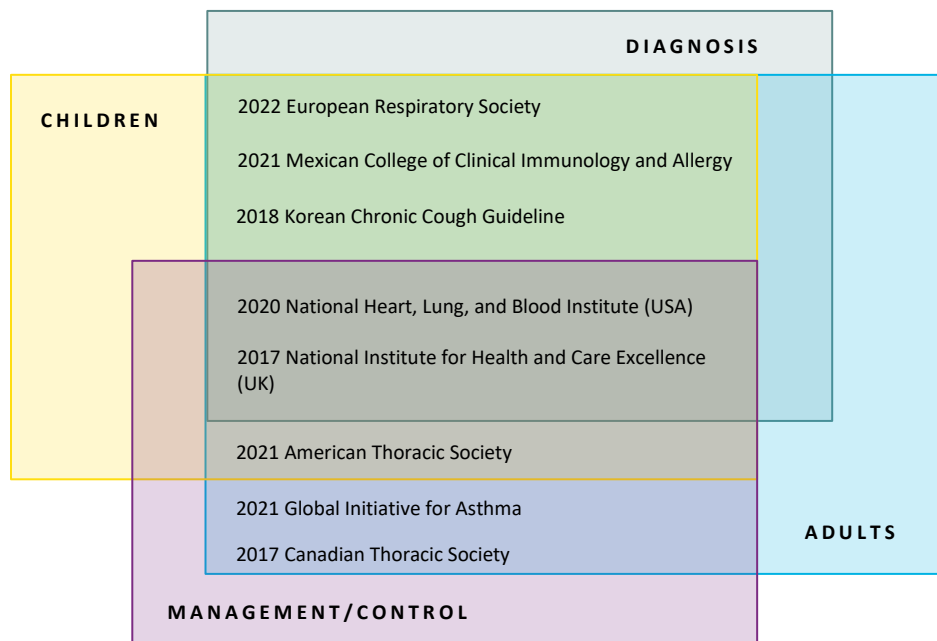 DIAGNOSIS
CHILDREN
2022 European Respiratory Society
2021 Mexican College of Clinical Immunology and Allergy
2018 Korean Chronic Cough Guideline
2020 National Heart, Lung, and Blood Institute (USA)
2017 National Institute for Health and Care Excellence
(UK)
2021 American Thoracic Society
2021 Global Initiative for Asthma
ADULTS
2017 Canadian Thoracic Society
MANAGEMENT/CONTROL